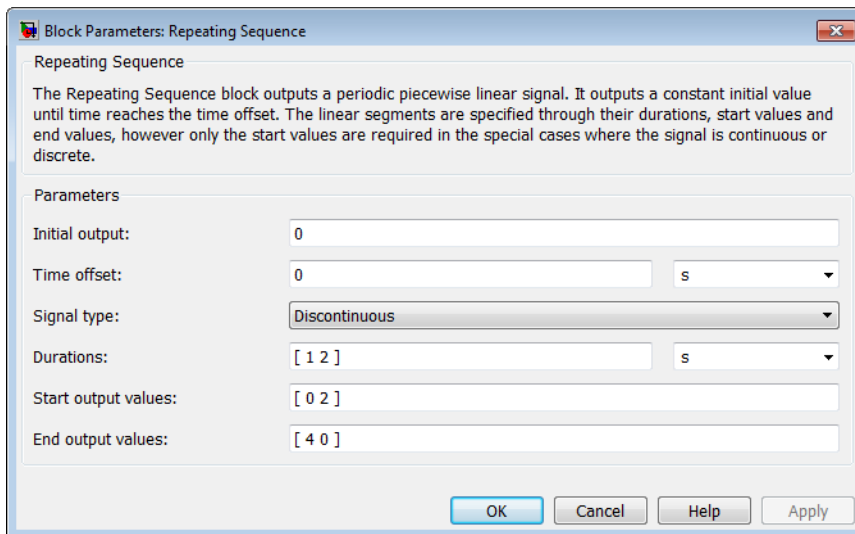 Block Parameters: Repeating Sequence
Repeating Sequence
The Repeating Sequence block outputs a periodic piecewise linear signal. It outputs a constant initial value
until time reaches the time offset. The linear segments are specified through their durations, start values and
end values, however only the start values are required in the special cases where the signal is continuous or
discrete.
Parameters
Initial output: 0
Time offset: 0 s
Signal type: Discontinuous
Durations: [ 1 2 ] s
Start output values: [ 0 2 ]
End output values: [ 4 0 ]
OK Cancel Help Apply